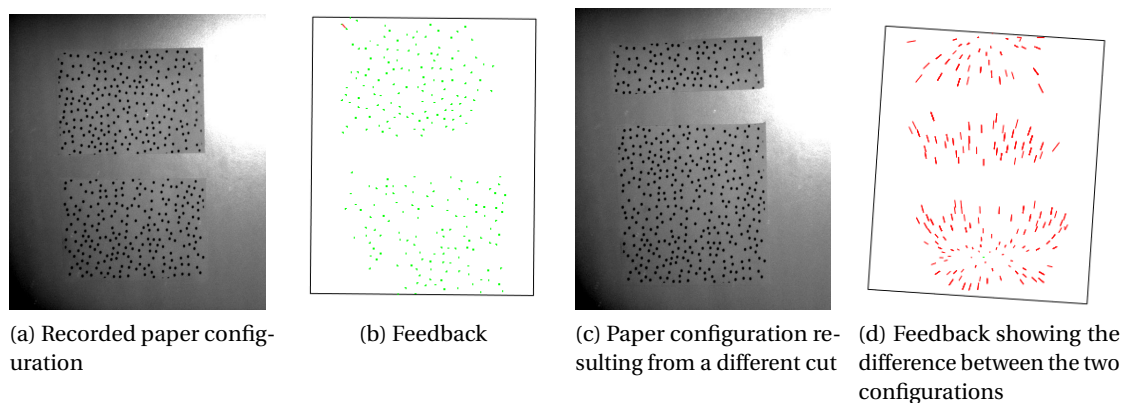 (a) Recorded paper config-
uration
(b) Feedback
(c) Paper configuration re-
sulting from a different cut
(d) Feedback showing the
difference between the two
configurations